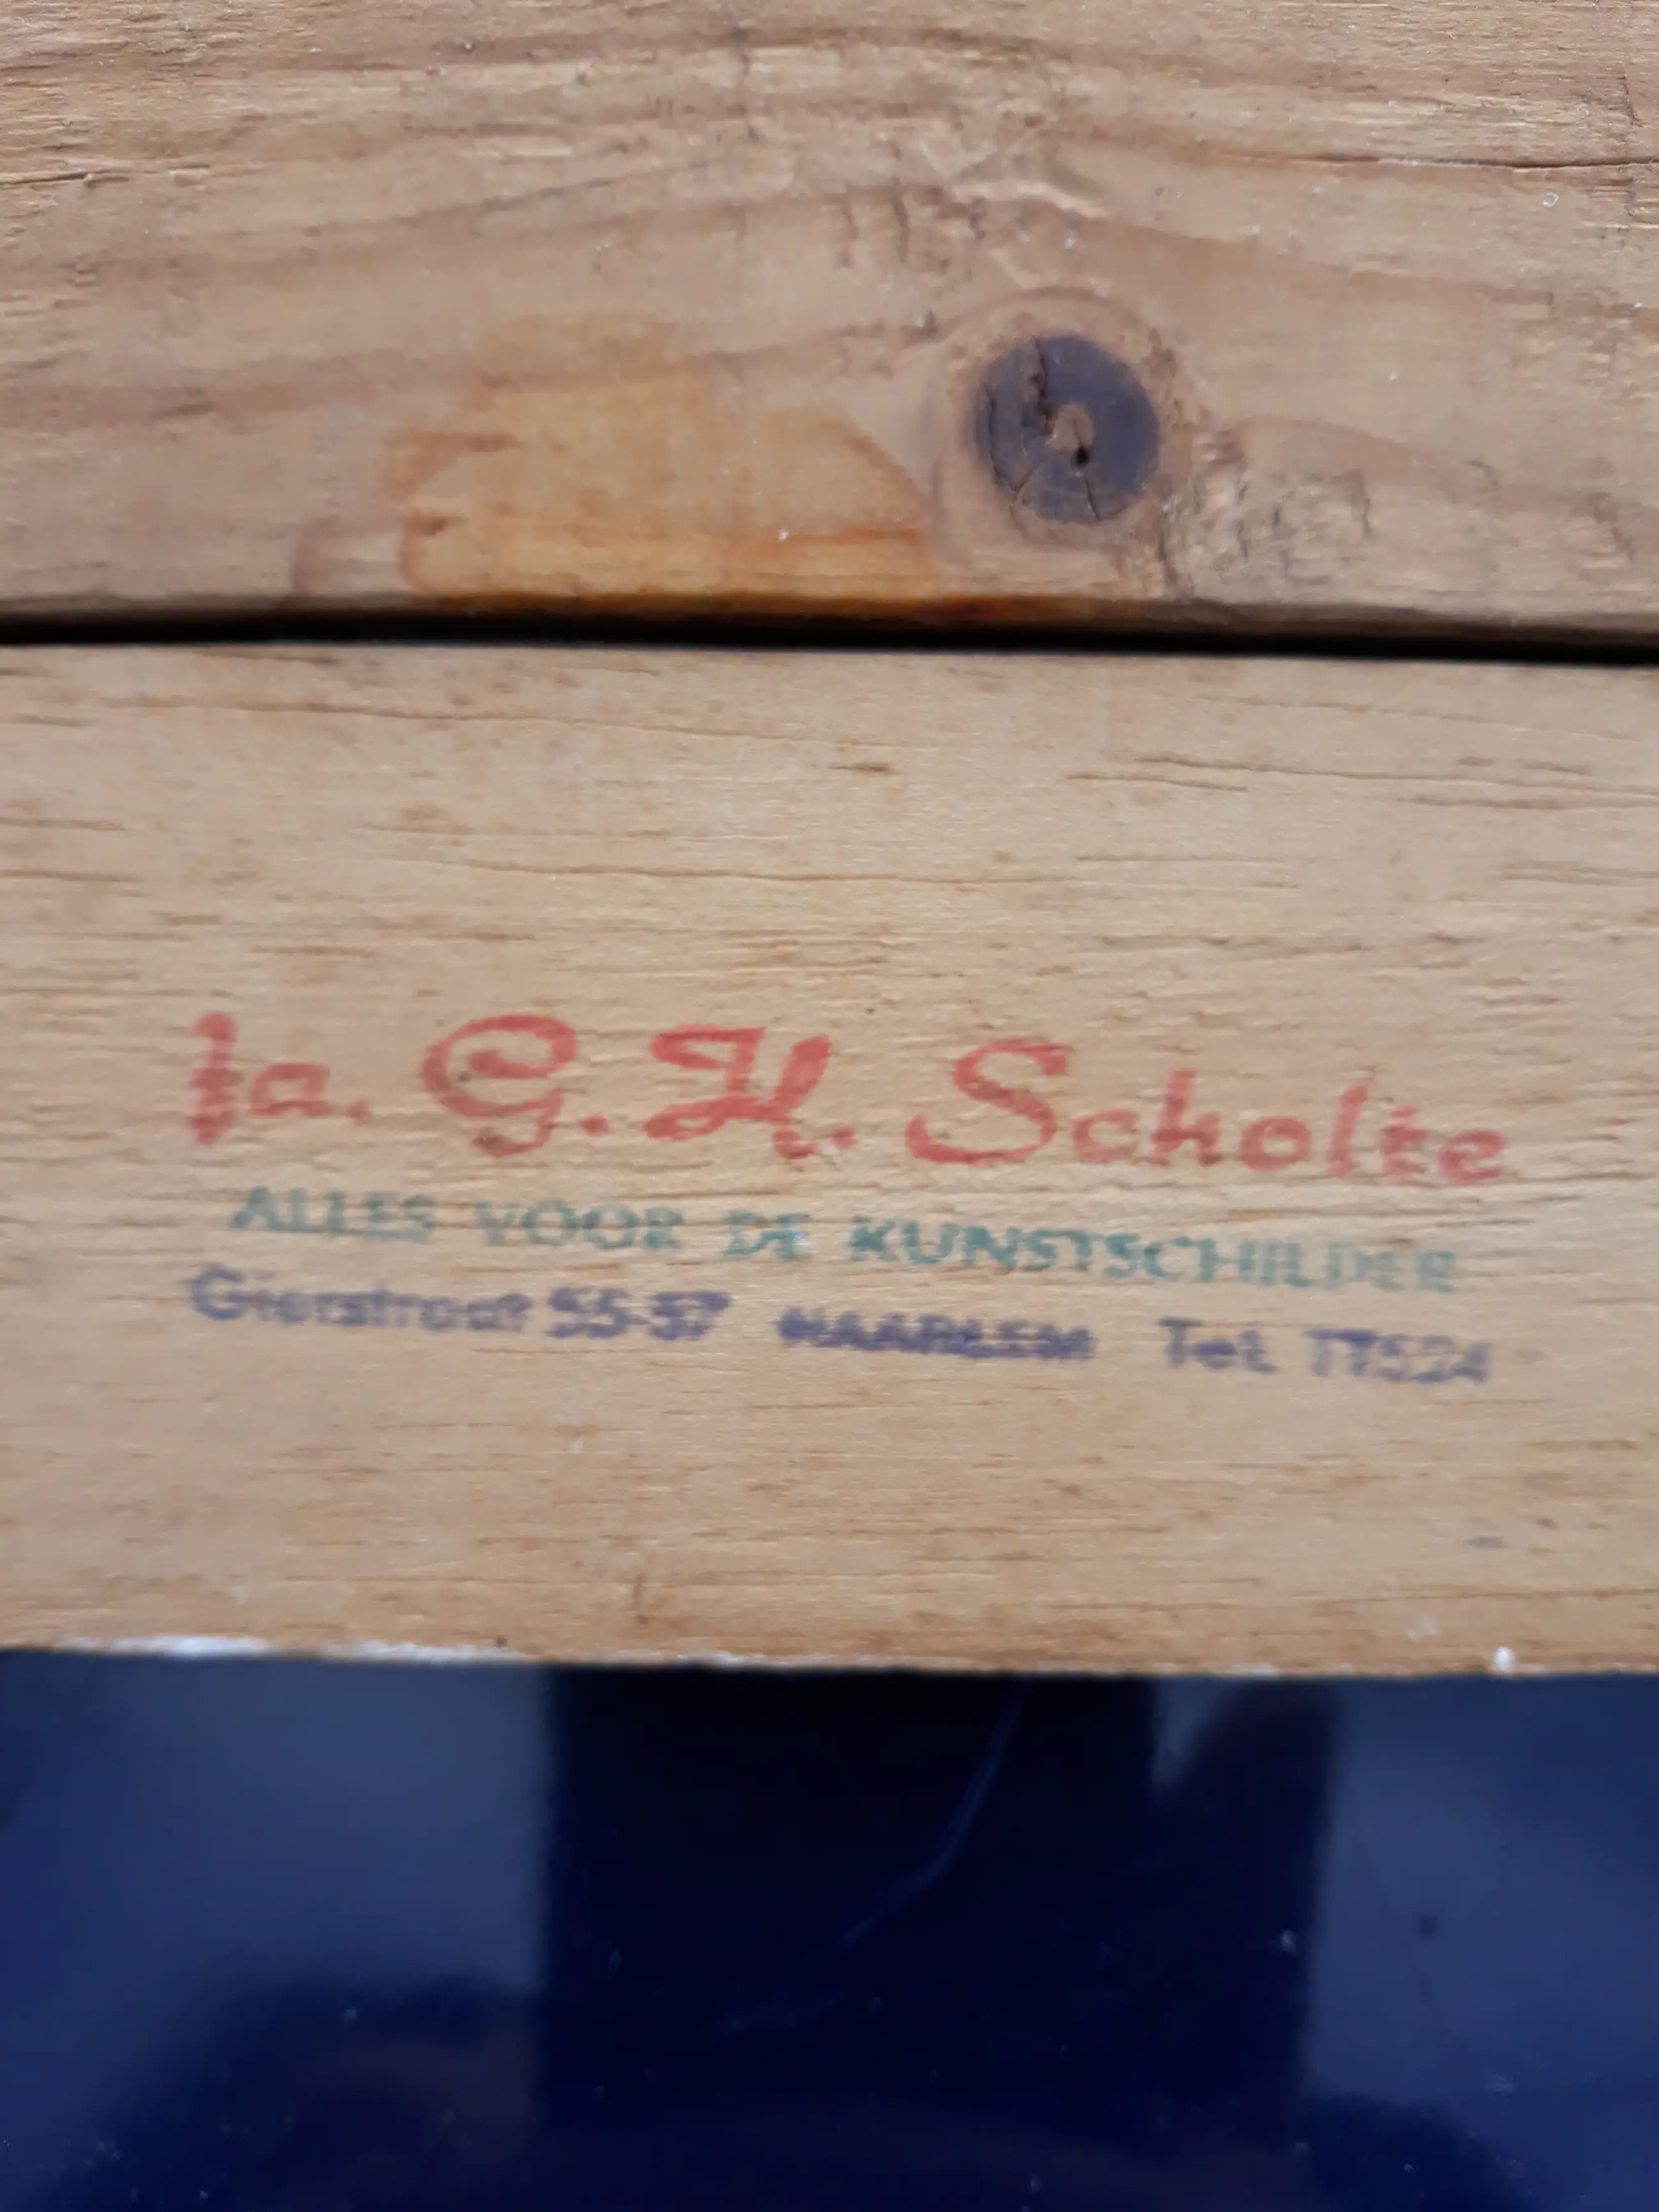 fa. G.H. Scholte
ALLES VOOR DE KUNSTSCHILDER
Gierstraat 55-57 HAARLEM Tel. 17524